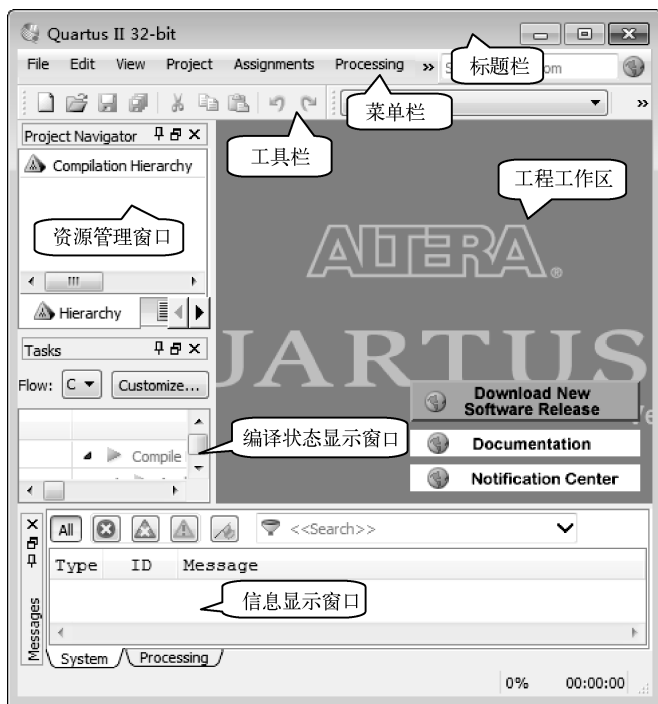 Quartus II 32-bit
File Edit View Project Assignments Processing »
标题栏
菜单栏
工具栏
»
Project Navigator
Compilation Hierarchy
资源管理窗口
工程工作区
ALTERA
®
Hierarchy
UARTUS
Tasks
Flow: C Customize...
Compile
编译状态显示窗口
Download New
Software Release
Documentation
Notification Center
All <<Search>>
Type ID Message
信息显示窗口
Messages
System Processing
0% 00:00:00